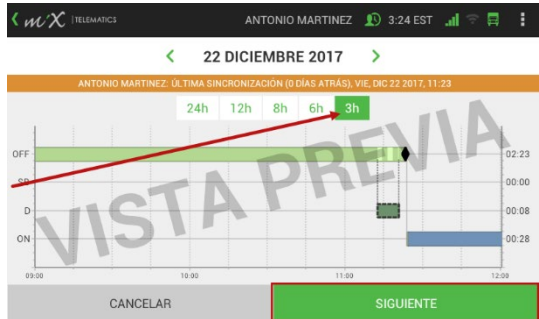 miX TELEMATICS ANTONIO MARTINEZ 3:24 EST
22 DICIEMBRE 2017
ANTONIO MARTINEZ: ÚLTIMA SINCRONIZACIÓN (0 DÍAS ATRÁS), VIE, DIC 22 2017, 11:23
24h 12h 8h 6h 3h
VISTA PREVIA
OFF 02:23
SB 00:00
D 00:08
ON 00:28
09:00 10:00 11:00 12:00
CANCELAR SIGUIENTE